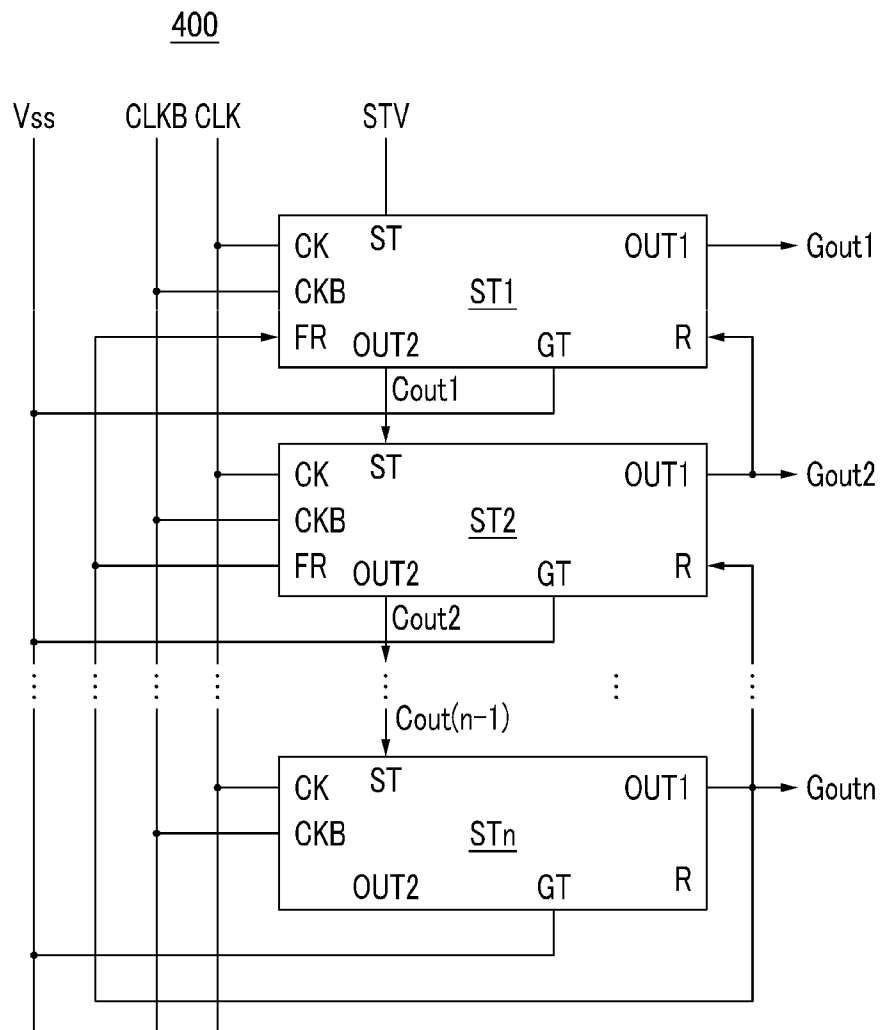 400
Vss CLKB CLK STV
ST
CK OUT1 Gout1
CKB ST1
FR OUT2 GT R
Cout1
ST
CK OUT1 Gout2
CKB ST2
FR OUT2 GT R
Cout2
Cout(n-1)
ST
CK OUT1 Goutn
CKB STn
OUT2 GT R